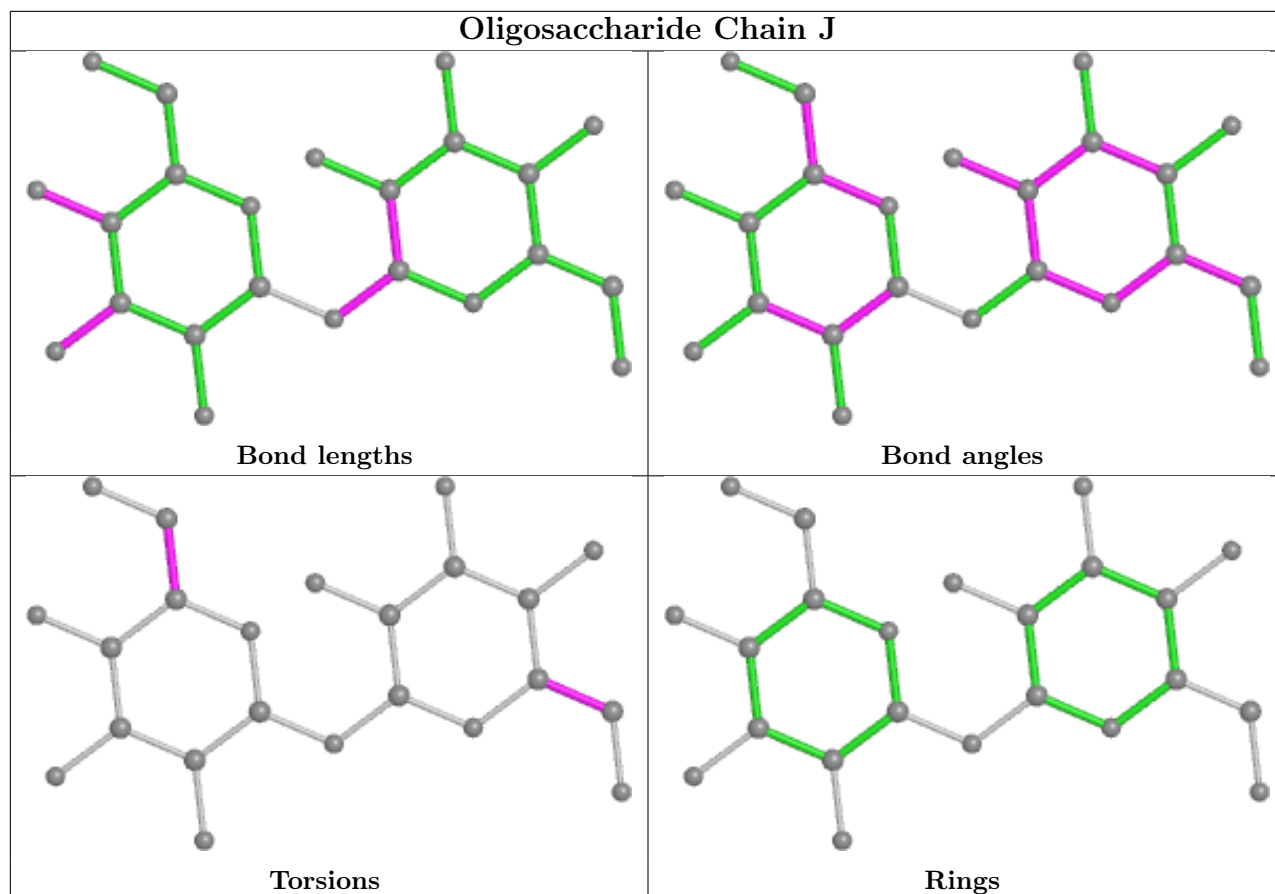 Oligosaccharide Chain J
Bond lengths
Bond angles
Torsions
Rings